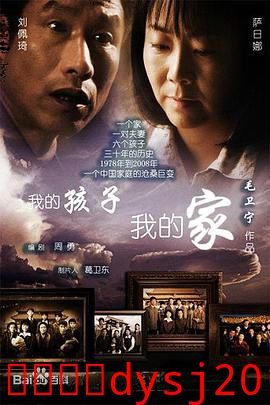 刘佩琦
萨日娜
一个家
一对夫妻
六个孩子
三十年的历史
1978年到2008年
一个中国家庭的沧桑巨变
我的孩子
我的家
毛卫宁 作品
编剧 周勇
制片人 葛卫东
dysj20